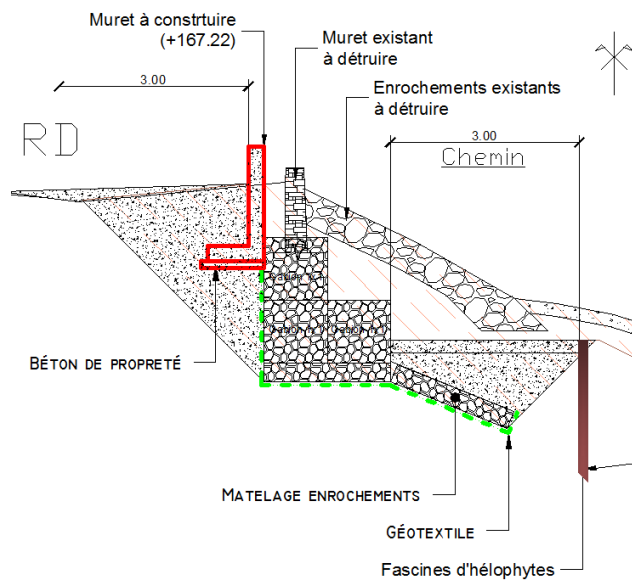 Muret à constrtuire
(+167.22)
Muret existant
à détruire
Enrochements existants
à détruire
3.00
3.00
RD
Chemin
BÉTON DE PROPRETÉ
MATELAGE ENROCHEMENTS
GÉOTEXTILE
Fascines d'hélophytes